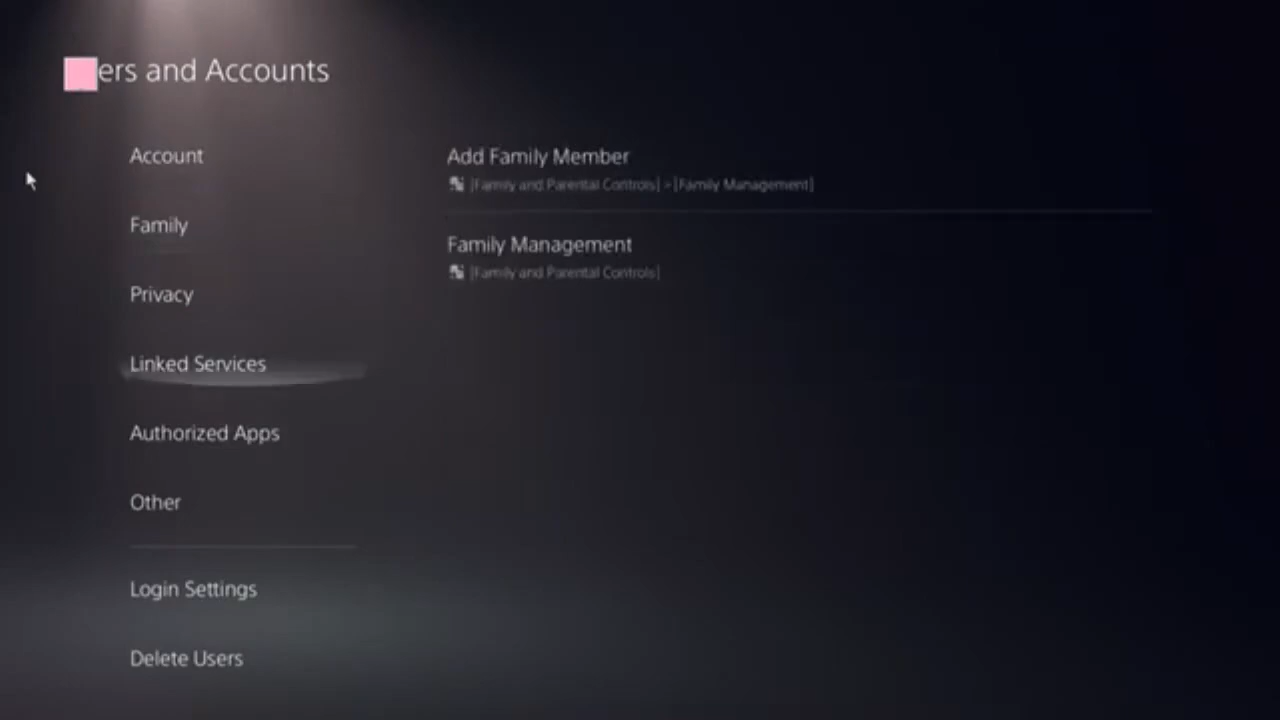 ers and Accounts
Account
Family
Privacy
Linked Services
Authorized Apps
Other
Login Settings
Delete Users
Add Family Member
[Family and Parental Controls] > [Family Management]
Family Management
[Family and Parental Controls]